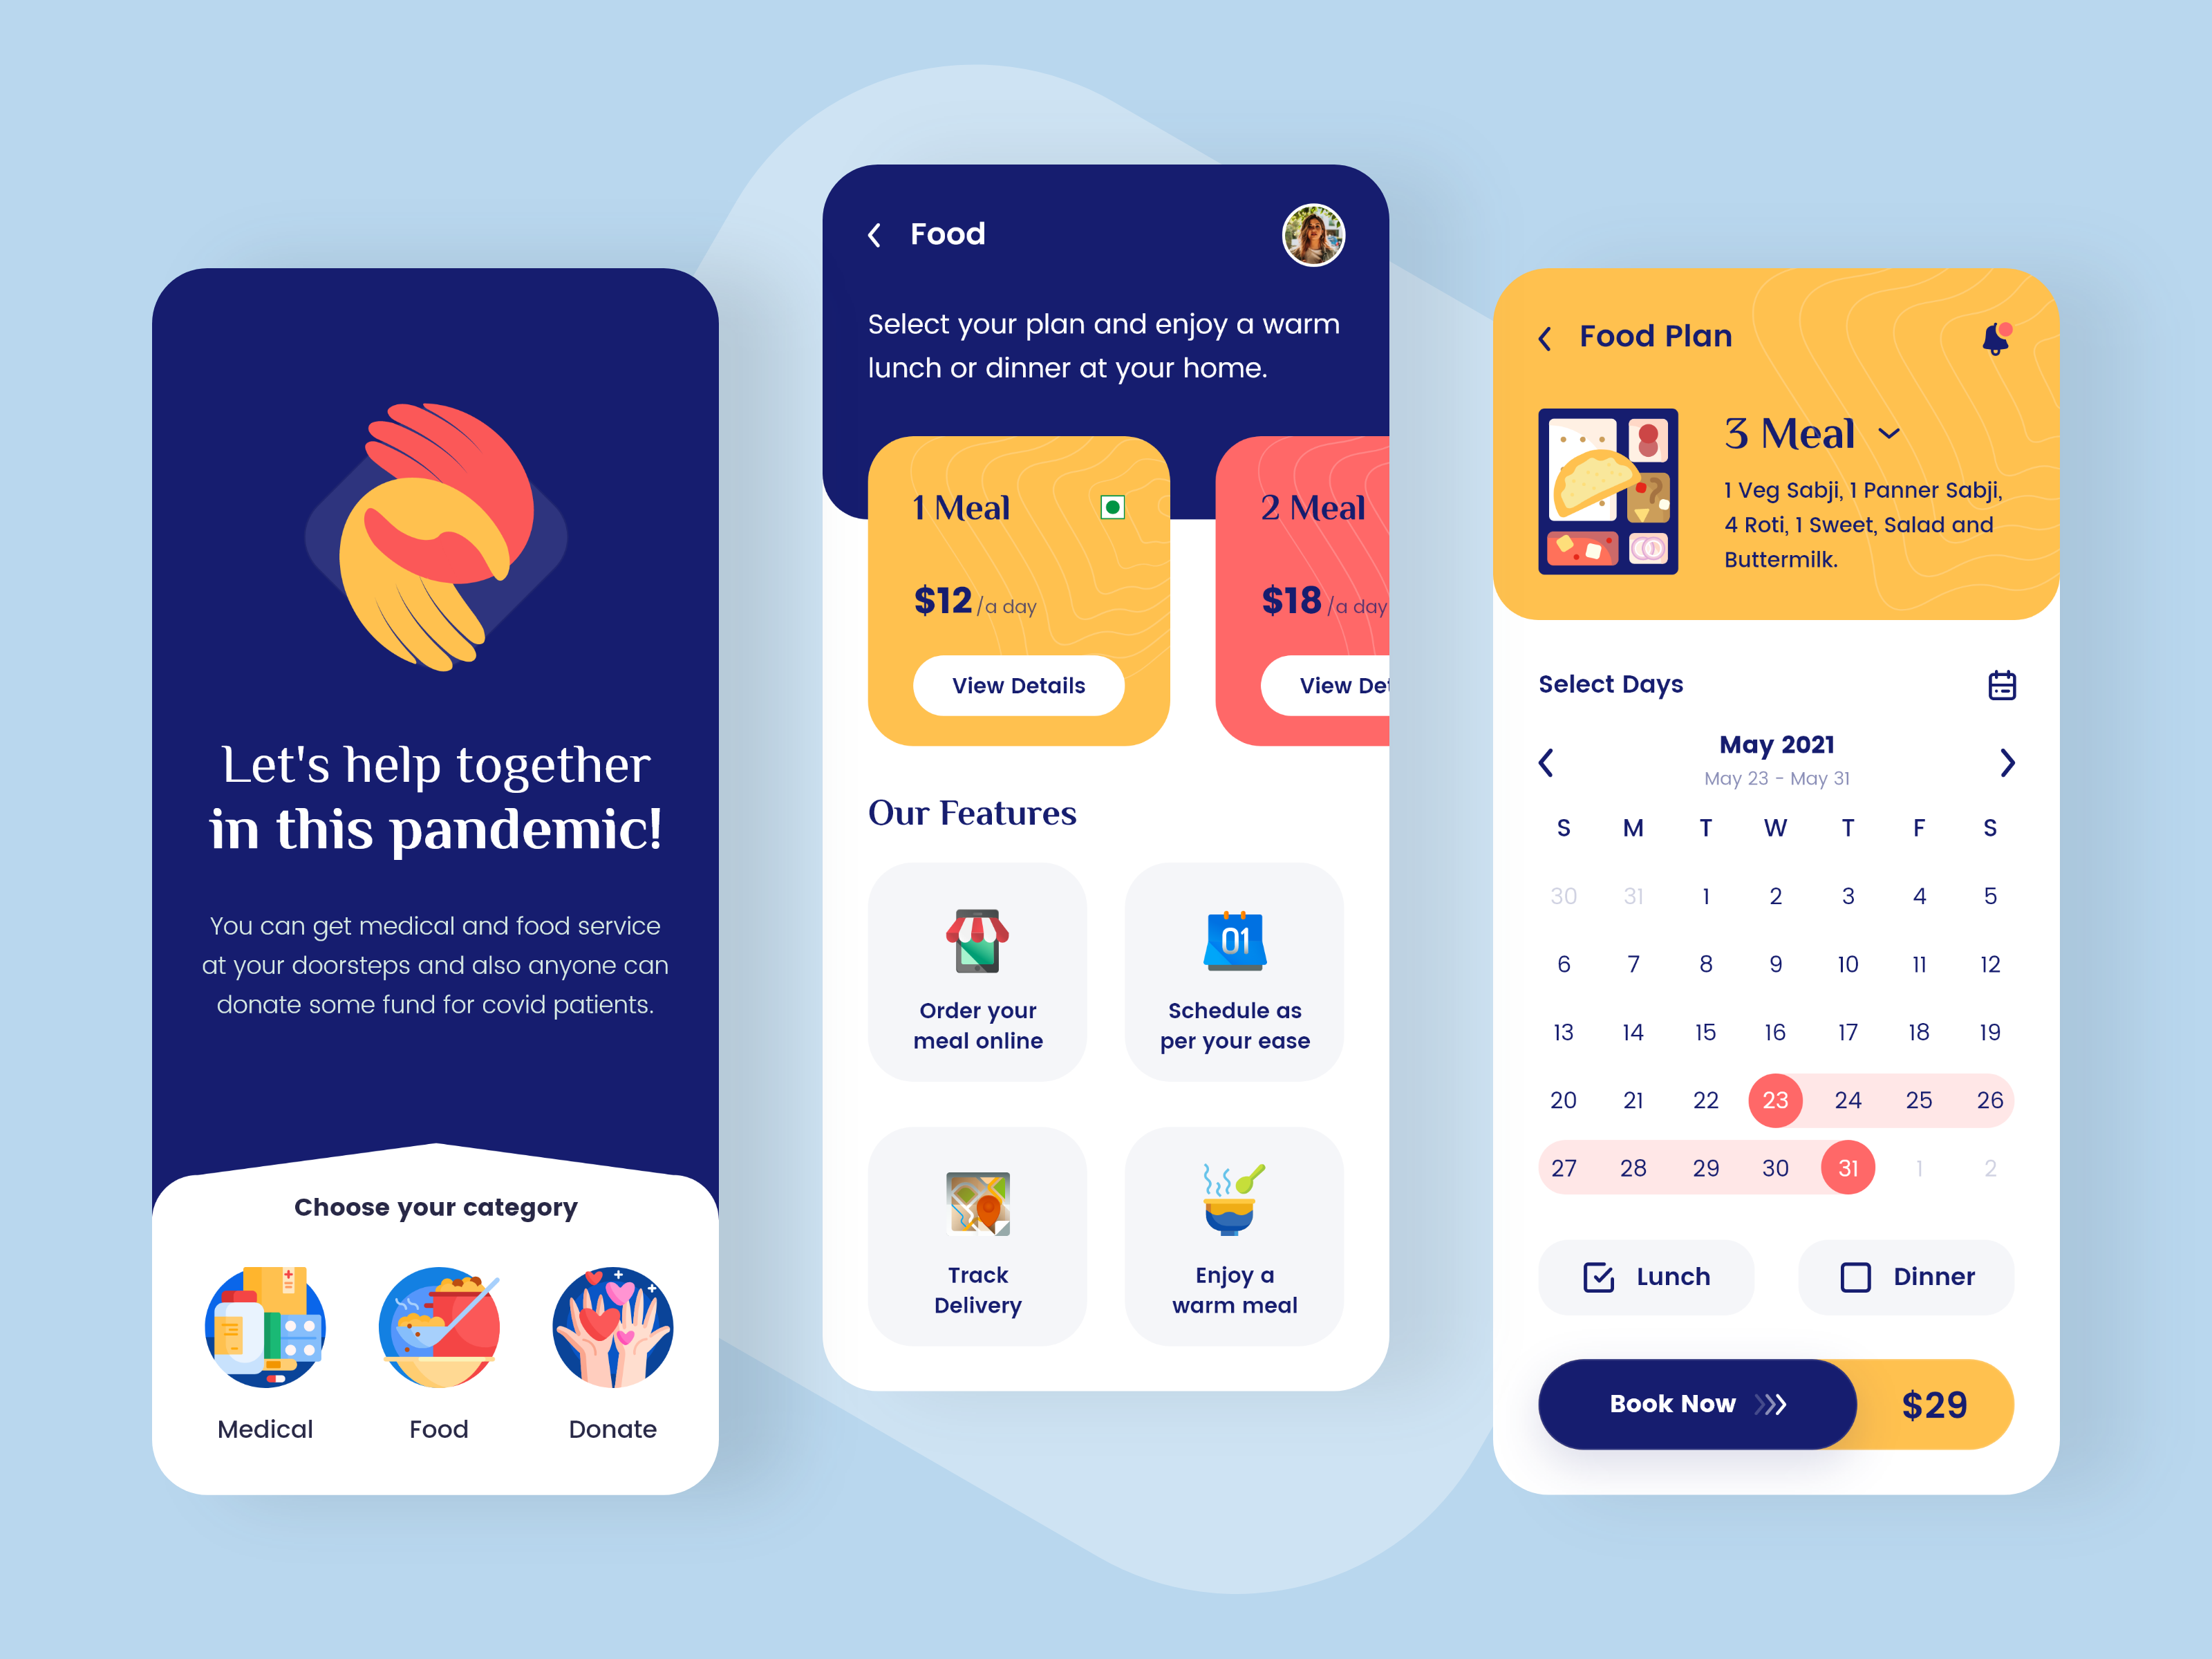 Let's help together
in this pandemic!
You can get medical and food service
at your doorsteps and also anyone can
donate some fund for covid patients.
Choose your category
Medical Food Donate
Food
Select your plan and enjoy a warm
lunch or dinner at your home.
1 Meal
$12 /a day
View Details
2 Meal
$18 /a day
View Det
Our Features
Order your
meal online
Schedule as
per your ease
01
Track
Delivery
Enjoy a
warm meal
Food Plan
3 Meal
1 Veg Sabji, 1 Panner Sabji,
4 Roti, 1 Sweet, Salad and
Buttermilk.
Select Days
May 2021
May 23 - May 31
S M T W T F S
30 31 1 2 3 4 5
6 7 8 9 10 11 12
13 14 15 16 17 18 19
20 21 22 23 24 25 26
27 28 29 30 31 1 2
Lunch Dinner
Book Now $29